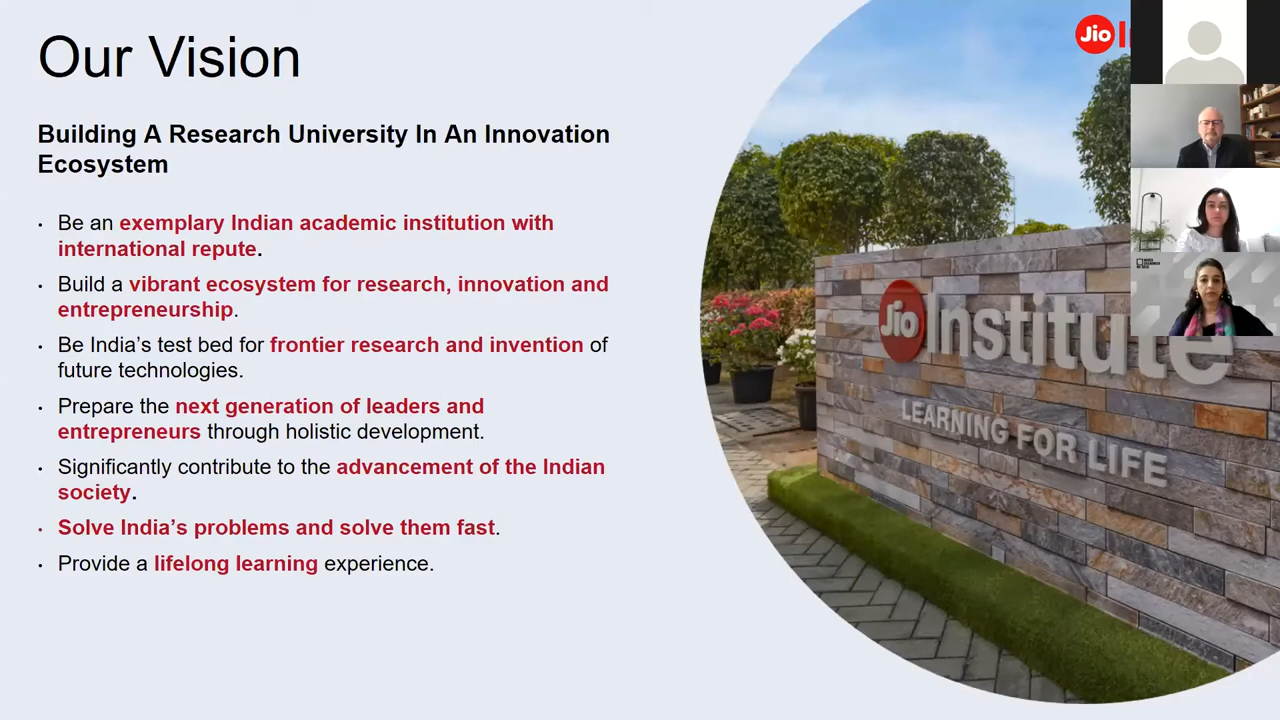 Our Vision
Building A Research University In An Innovation
Ecosystem
• Be an exemplary Indian academic institution with
international repute.
• Build a vibrant ecosystem for research, innovation and
entrepreneurship.
• Be India's test bed for frontier research and invention of
future technologies.
• Prepare the next generation of leaders and
entrepreneurs through holistic development.
• Significantly contribute to the advancement of the Indian
society.
• Solve India's problems and solve them fast.
• Provide a lifelong learning experience.
Jio
Jio Institute
LEARNING FOR LIFE